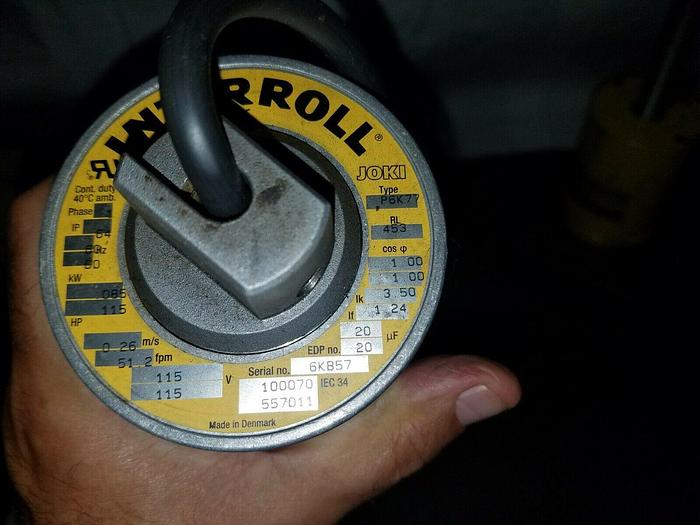 INTERROLL®
JOKI
Cont. duty
40°C amb.
Phase
IP 64
Hz
60
kW .085
115
HP
0.26 m/s
51.2 fpm
115 V
115
Type
P6K77
RL
453
cos φ
1.00
1.00
Ik 3.50
If 1.24
20 µF
EDP no. 20
Serial no. 6KB57
100070 IEC 34
557011
Made in Denmark